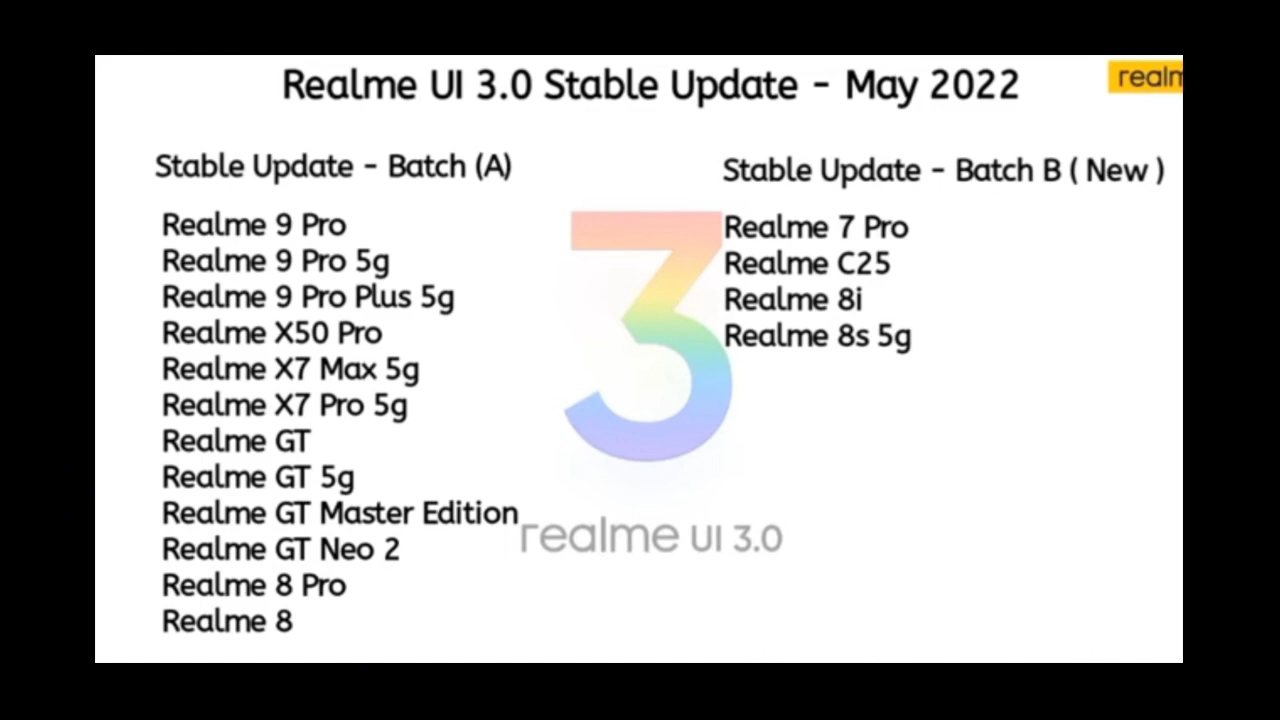 Realme UI 3.0 Stable Update - May 2022
realm
Stable Update - Batch (A)
Realme 9 Pro
Realme 9 Pro 5g
Realme 9 Pro Plus 5g
Realme X50 Pro
Realme X7 Max 5g
Realme X7 Pro 5g
Realme GT
Realme GT 5g
Realme GT Master Edition
Realme GT Neo 2
Realme 8 Pro
Realme 8
Stable Update - Batch B ( New )
Realme 7 Pro
Realme C25
Realme 8i
Realme 8s 5g
3
realme UI 3.0